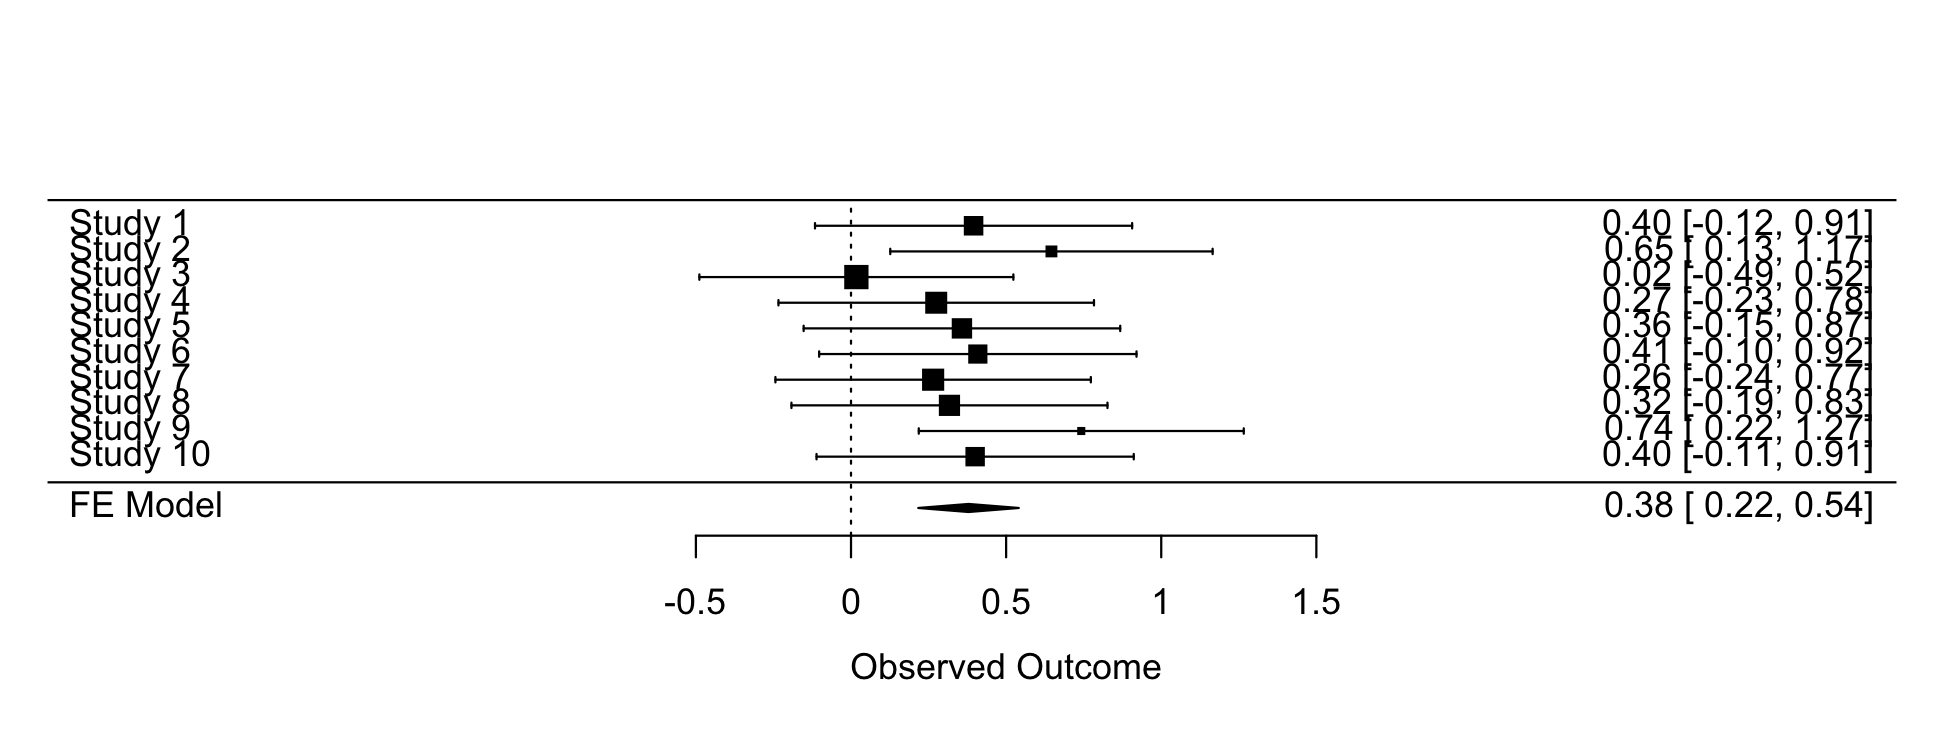 Study 1 0.40 [-0.12, 0.91]
Study 2 0.65 [ 0.13, 1.17]
Study 3 0.02 [-0.49, 0.52]
Study 4 0.27 [-0.23, 0.78]
Study 5 0.36 [-0.15, 0.87]
Study 6 0.41 [-0.10, 0.92]
Study 7 0.26 [-0.24, 0.77]
Study 8 0.32 [-0.19, 0.83]
Study 9 0.74 [ 0.22, 1.27]
Study 10 0.40 [-0.11, 0.91]
FE Model 0.38 [ 0.22, 0.54]
-0.5 0 0.5 1 1.5
Observed Outcome